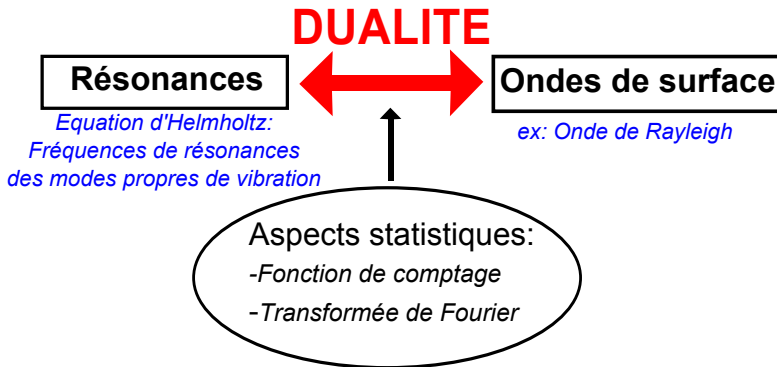 DUALITE
Résonances
Ondes de surface
Equation d'Helmholtz:
Fréquences de résonances
des modes propres de vibration
ex: Onde de Rayleigh
Aspects statistiques:
-Fonction de comptage
-Transformée de Fourier